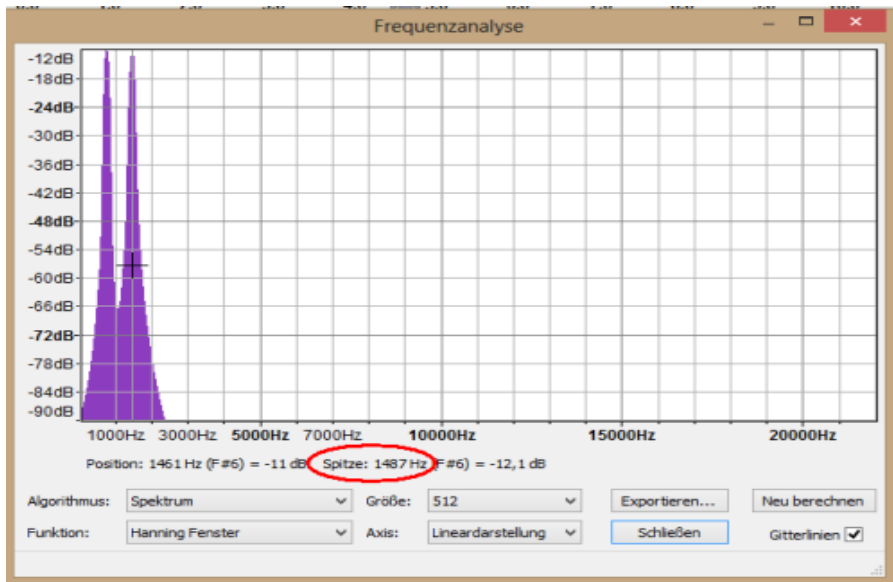 Frequenzanalyse
-12dB
-18dB
-24dB
-30dB
-36dB
-42dB
-48dB
-54dB
-60dB
-66dB
-72dB
-78dB
-84dB
-90dB
1000Hz 3000Hz 5000Hz 7000Hz 10000Hz 15000Hz 20000Hz
Position: 1461 Hz (F#6) = -11 dB Spitze: 1487 Hz (F#6) = -12,1 dB
Algorithmus: Spektrum Größe: 512 Exportieren... Neu berechnen
Funktion: Hanning Fenster Axis: Lineardarstellung Schließen Gitterlinien